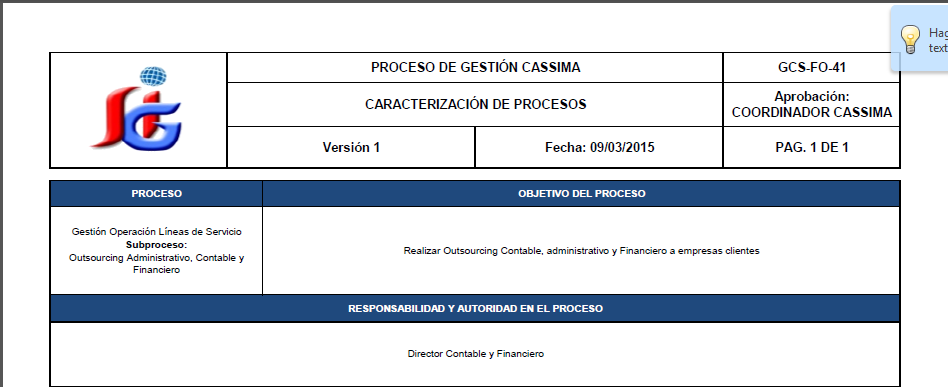 Hag
text
PROCESO DE GESTIÓN CASSIMA
GCS-FO-41
CARACTERIZACIÓN DE PROCESOS
Aprobación:
COORDINADOR CASSIMA
Versión 1
Fecha: 09/03/2015
PAG. 1 DE 1
PROCESO
OBJETIVO DEL PROCESO
Gestión Operación Líneas de Servicio
Subproceso:
Outsourcing Administrativo, Contable y
Financiero
Realizar Outsourcing Contable, administrativo y Financiero a empresas clientes
RESPONSABILIDAD Y AUTORIDAD EN EL PROCESO
Director Contable y Financiero